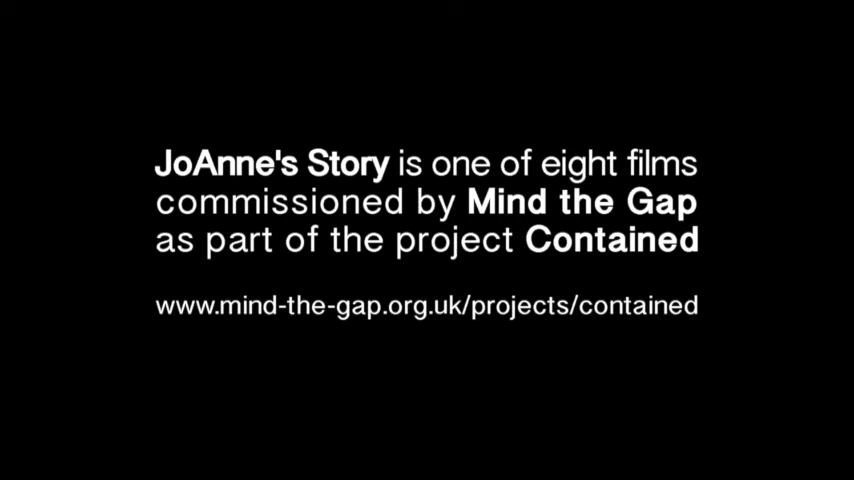 JoAnne's Story is one of eight films
commissioned by Mind the Gap
as part of the project Contained
www.mind-the-gap.org.uk/projects/contained